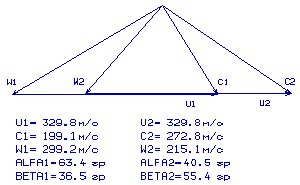 W1 W2 C1 C2
U1 U2
U1= 329.8м/с U2= 329.8м/с
C1= 199.1м/с C2= 272.8м/с
W1= 299.2м/с W2= 215.1м/с
ALFA1=63.4 гр ALFA2=40.5 гр
BETA1=36.5 гр BETA2=55.4 гр